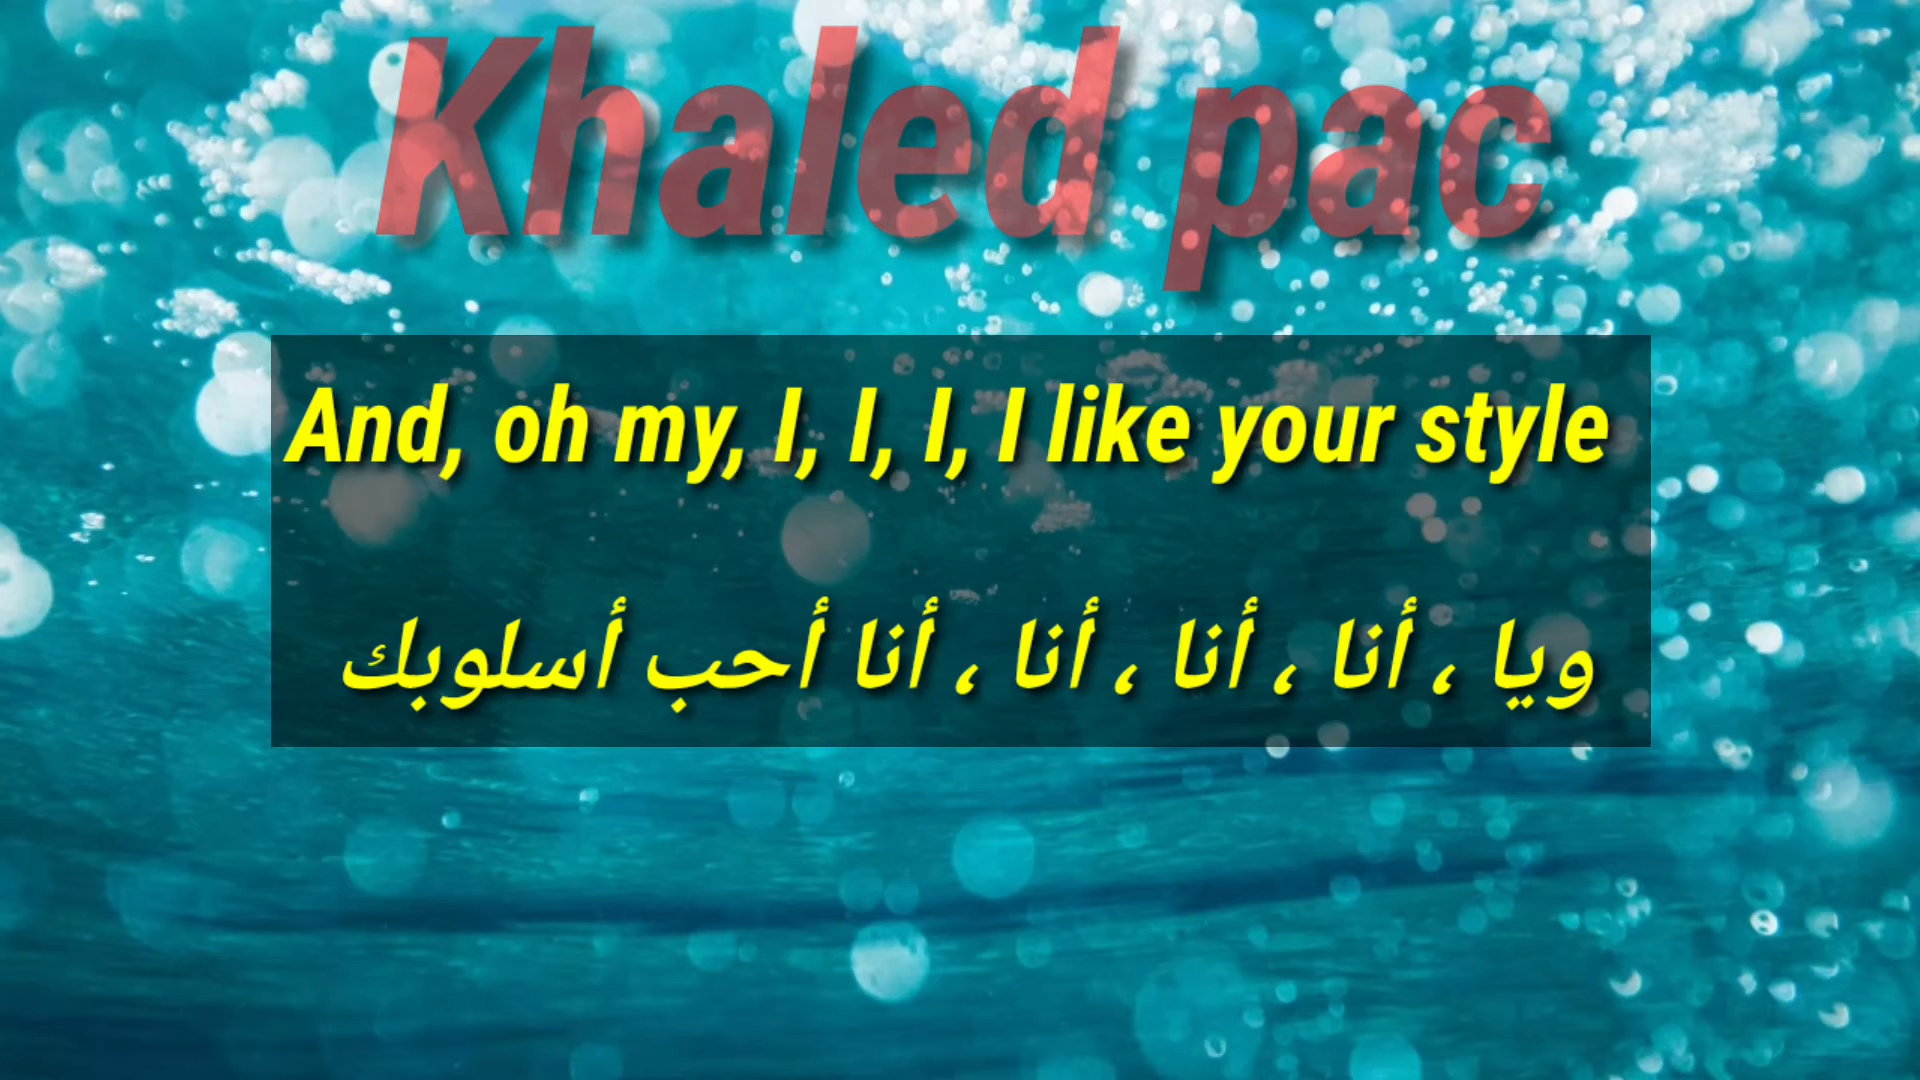 Khaled pac
And, oh my, I, I, I, I like your style
ويا ، أنا ، أنا ، أنا ، أنا أحب أسلوبك